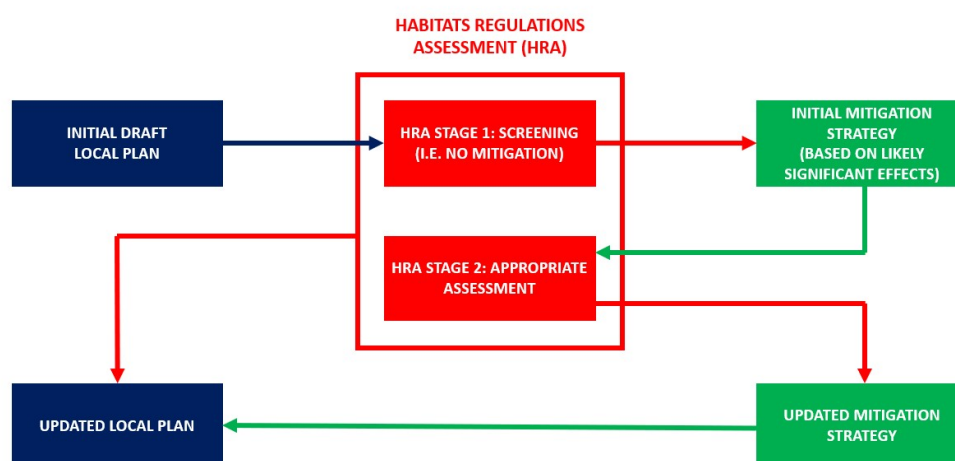 HABITATS REGULATIONS
ASSESSMENT (HRA)
INITIAL DRAFT
LOCAL PLAN
HRA STAGE 1: SCREENING
(I.E. NO MITIGATION)
INITIAL MITIGATION
STRATEGY
(BASED ON LIKELY
SIGNIFICANT EFFECTS)
HRA STAGE 2: APPROPRIATE
ASSESSMENT
UPDATED LOCAL PLAN
UPDATED MITIGATION
STRATEGY